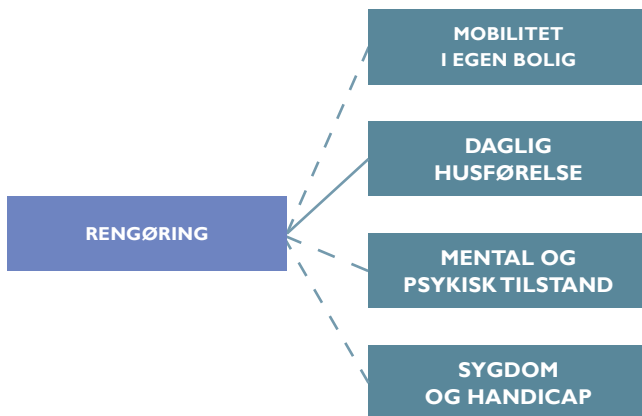 MOBILITET
I EGEN BOLIG
DAGLIG
HUSFØRELSE
RENGØRING
MENTAL OG
PSYKISK TILSTAND
SYGDOM
OG HANDICAP